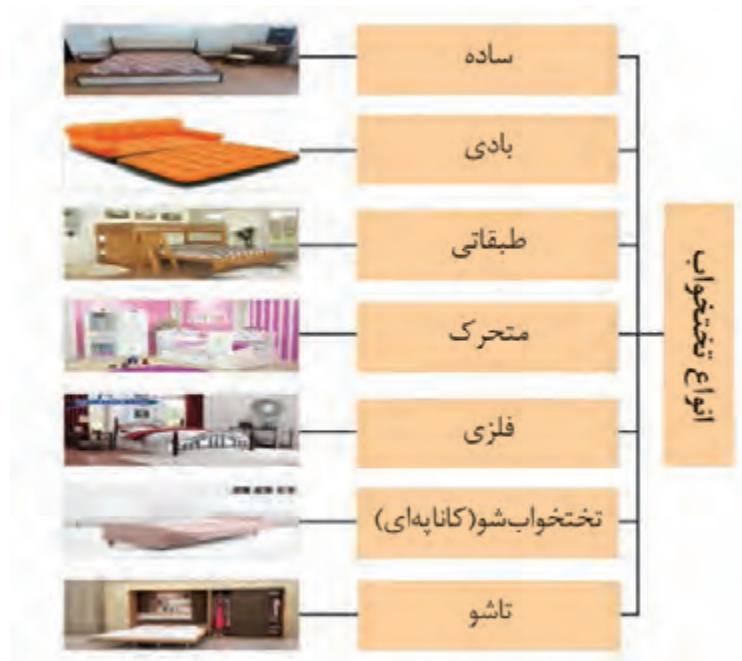 انواع تختخواب
ساده
بادی
طبقاتی
متحرک
فلزی
تختخواب‌شو(کاناپه‌ای)
تاشو